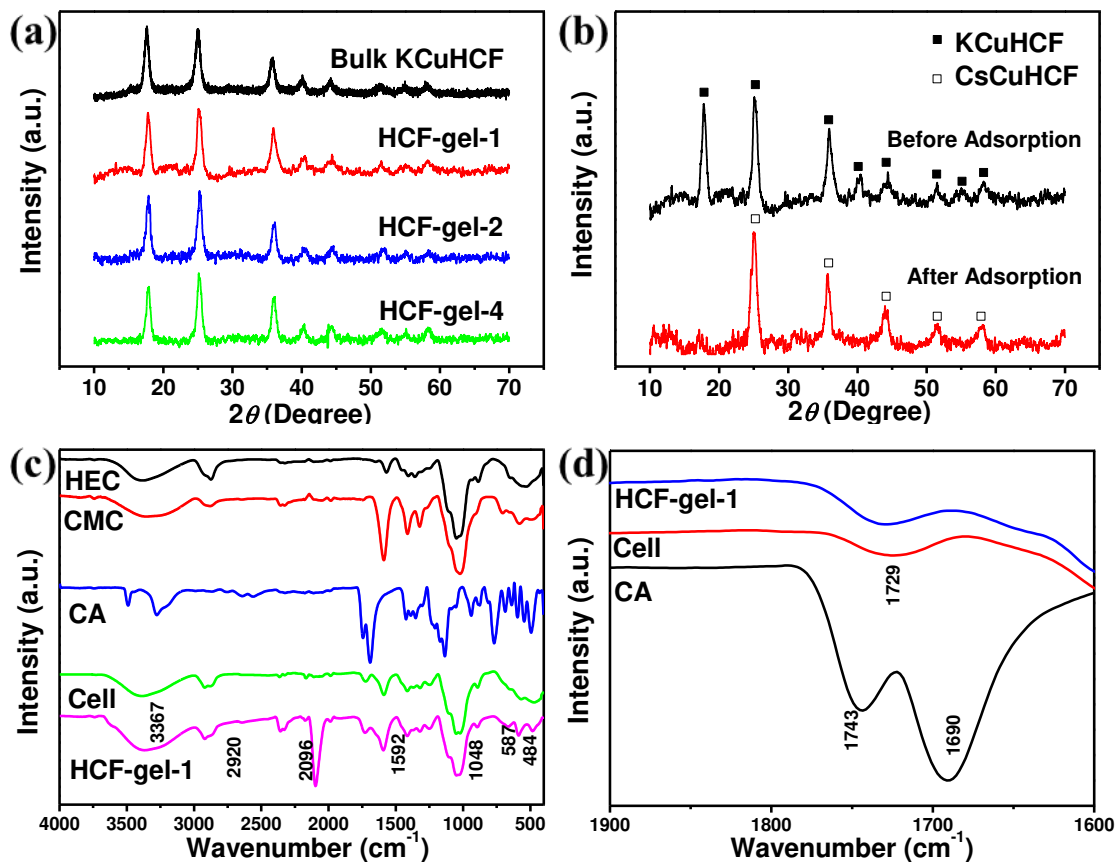 (a)
Bulk KCuHCF
HCF-gel-1
HCF-gel-2
HCF-gel-4
Intensity (a.u.)
10 20 30 40 50 60 70
2θ (Degree)
(b)
■ KCuHCF
□ CsCuHCF
Before Adsorption
After Adsorption
Intensity (a.u.)
10 20 30 40 50 60 70
2θ (Degree)
(c)
HEC
CMC
CA
Cell
HCF-gel-1
3367
2920
2096
1592
1048
587
484
Intensity (a.u.)
4000 3500 3000 2500 2000 1500 1000 500
Wavenumber (cm⁻¹)
(d)
HCF-gel-1
Cell
CA
1729
1743
1690
Intensity (a.u.)
1900 1800 1700 1600
Wavenumber (cm⁻¹)